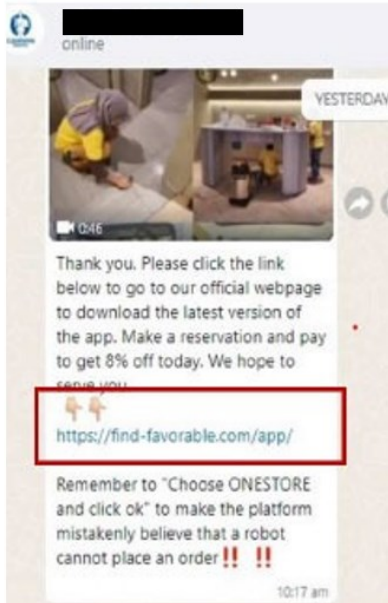 online
YESTERDAY
0:46
Thank you. Please click the link
below to go to our official webpage
to download the latest version of
the app. Make a reservation and pay
to get 8% off today. We hope to
serve you
👇🏻👇🏻
https://find-favorable.com/app/
Remember to "Choose ONESTORE
and click ok" to make the platform
mistakenly believe that a robot
cannot place an order‼️ ‼️
10:17 am